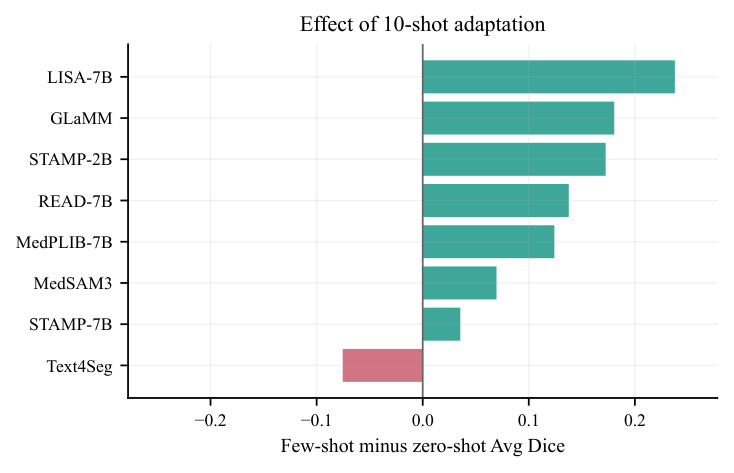 Effect of 10-shot adaptation
LISA-7B
GLaMM
STAMP-2B
READ-7B
MedPLIB-7B
MedSAM3
STAMP-7B
Text4Seg
−0.2 −0.1 0.0 0.1 0.2
Few-shot minus zero-shot Avg Dice